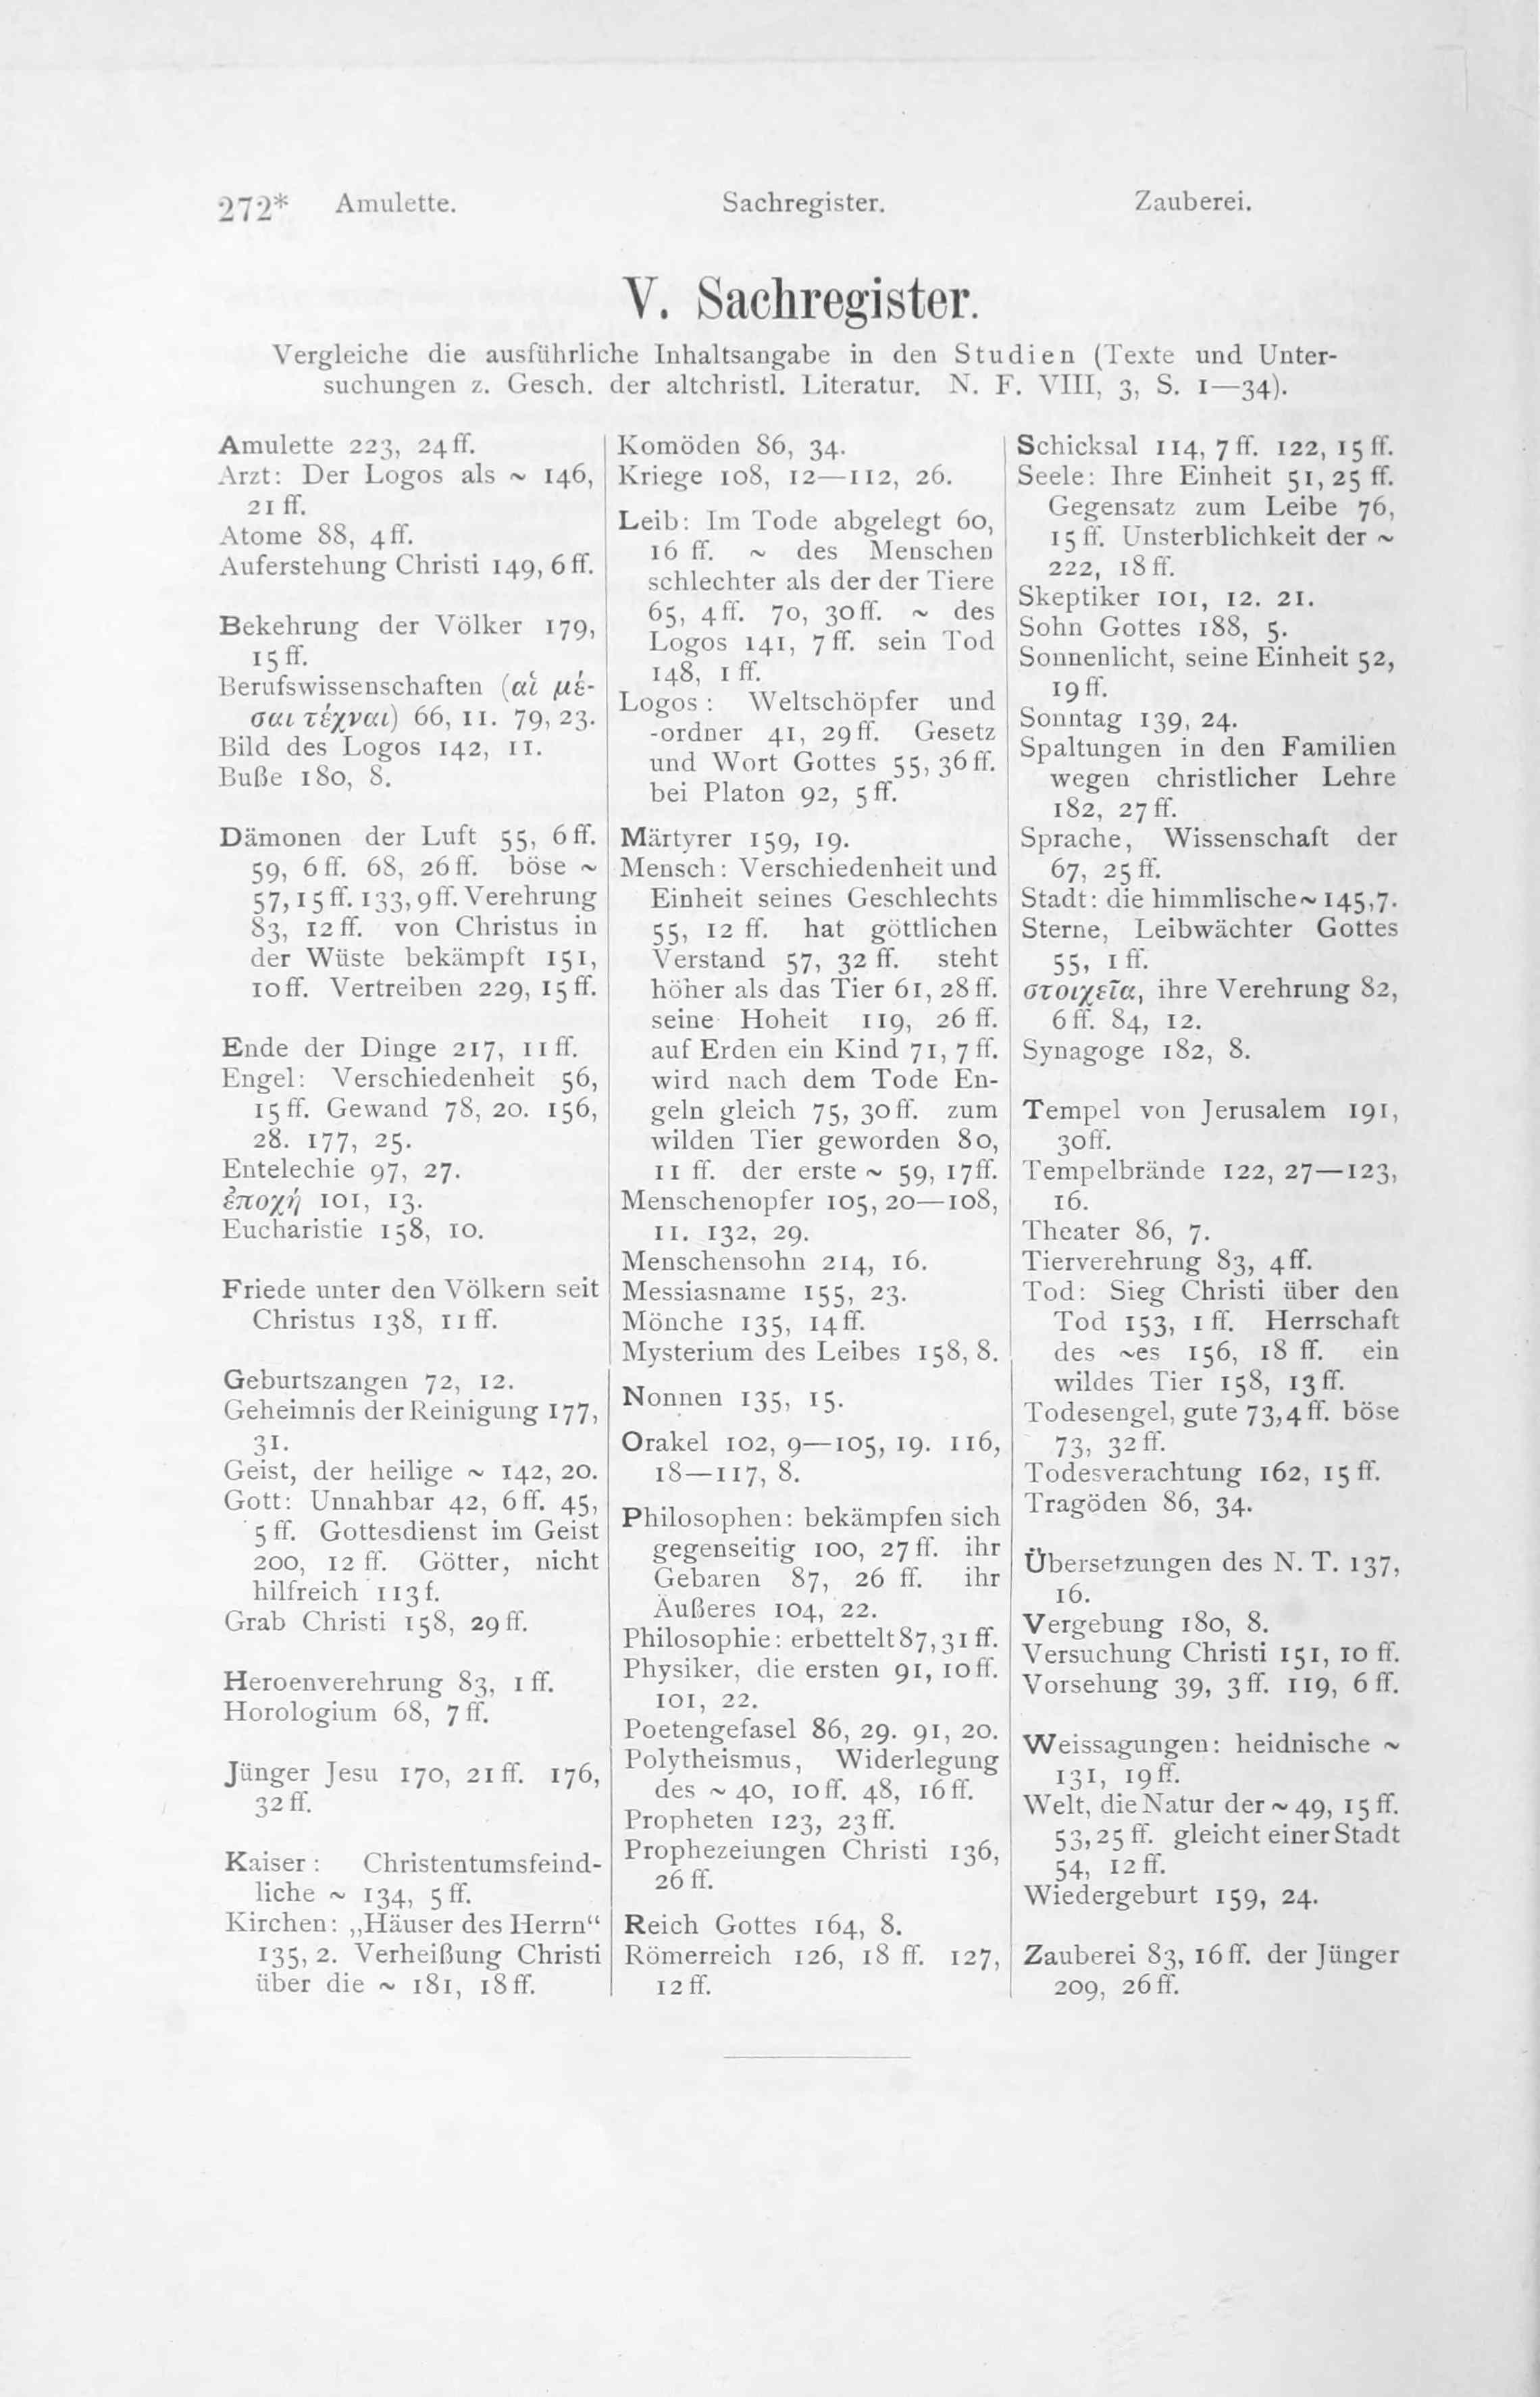 272* Amulette. Sachregister. Zauberei.
V. Sachregister.
Vergleiche die ausführliche Inhaltsangabe in den Studien (Texte und Unter-
suchungen z. Gesch. der altchristl. Literatur. N. F. VIII, 3, S. 1—34).
Amulette 223, 24 ff.
Arzt: Der Logos als ~ 146,
21 ff.
Atome 88, 4 ff.
Auferstehung Christi 149, 6 ff.
Bekehrung der Völker 179,
15 ff.
Berufswissenschaften (αἱ μέ-
σαι τέχναι) 66, 11. 79, 23.
Bild des Logos 142, 11.
Buße 180, 8.
Dämonen der Luft 55, 6 ff.
59, 6 ff. 68, 26 ff. böse ~
57, 15 ff. 133, 9 ff. Verehrung
83, 12 ff. von Christus in
der Wüste bekämpft 151,
10 ff. Vertreiben 229, 15 ff.
Ende der Dinge 217, 11 ff.
Engel: Verschiedenheit 56,
15 ff. Gewand 78, 20. 156,
28. 177, 25.
Entelechie 97, 27.
ἐποχή 101, 13.
Eucharistie 158, 10.
Friede unter den Völkern seit
Christus 138, 11 ff.
Geburtszangen 72, 12.
Geheimnis der Reinigung 177,
31.
Geist, der heilige ~ 142, 20.
Gott: Unnahbar 42, 6 ff. 45,
5 ff. Gottesdienst im Geist
200, 12 ff. Götter, nicht
hilfreich 113 f.
Grab Christi 158, 29 ff.
Heroenverehrung 83, 1 ff.
Horologium 68, 7 ff.
Jünger Jesu 170, 21 ff. 176,
32 ff.
Kaiser: Christentumsfeind-
liche ~ 134, 5 ff.
Kirchen: „Häuser des Herrn“
135, 2. Verheißung Christi
über die ~ 181, 18 ff.
Komöden 86, 34.
Kriege 108, 12—112, 26.
Leib: Im Tode abgelegt 60,
16 ff. ~ des Menschen
schlechter als der der Tiere
65, 4 ff. 70, 30 ff. ~ des
Logos 141, 7 ff. sein Tod
148, 1 ff.
Logos: Weltschöpfer und
-ordner 41, 29 ff. Gesetz
und Wort Gottes 55, 36 ff.
bei Platon 92, 5 ff.
Märtyrer 159, 19.
Mensch: Verschiedenheit und
Einheit seines Geschlechts
55, 12 ff. hat göttlichen
Verstand 57, 32 ff. steht
höher als das Tier 61, 28 ff.
seine Hoheit 119, 26 ff.
auf Erden ein Kind 71, 7 ff.
wird nach dem Tode En-
geln gleich 75, 30 ff. zum
wilden Tier geworden 80,
11 ff. der erste ~ 59, 17 ff.
Menschenopfer 105, 20—108,
11. 132, 29.
Menschensohn 214, 16.
Messiasname 155, 23.
Mönche 135, 14 ff.
Mysterium des Leibes 158, 8.
Nonnen 135, 15.
Orakel 102, 9—105, 19. 116,
18—117, 8.
Philosophen: bekämpfen sich
gegenseitig 100, 27 ff. ihr
Gebaren 87, 26 ff. ihr
Äußeres 104, 22.
Philosophie: erbettelt 87, 31 ff.
Physiker, die ersten 91, 10 ff.
101, 22.
Poetengefasel 86, 29. 91, 20.
Polytheismus, Widerlegung
des ~ 40, 10 ff. 48, 16 ff.
Propheten 123, 23 ff.
Prophezeiungen Christi 136,
26 ff.
Reich Gottes 164, 8.
Römerreich 126, 18 ff. 127,
12 ff.
Schicksal 114, 7 ff. 122, 15 ff.
Seele: Ihre Einheit 51, 25 ff.
Gegensatz zum Leibe 76,
15 ff. Unsterblichkeit der ~
222, 18 ff.
Skeptiker 101, 12. 21.
Sohn Gottes 188, 5.
Sonnenlicht, seine Einheit 52,
19 ff.
Sonntag 139, 24.
Spaltungen in den Familien
wegen christlicher Lehre
182, 27 ff.
Sprache, Wissenschaft der
67, 25 ff.
Stadt: die himmlische ~ 145, 7.
Sterne, Leibwächter Gottes
55, 1 ff.
στοιχεῖα, ihre Verehrung 82,
6 ff. 84, 12.
Synagoge 182, 8.
Tempel von Jerusalem 191,
30 ff.
Tempelbrände 122, 27—123,
16.
Theater 86, 7.
Tierverehrung 83, 4 ff.
Tod: Sieg Christi über den
Tod 153, 1 ff. Herrschaft
des ~es 156, 18 ff. ein
wildes Tier 158, 13 ff.
Todesengel, gute 73, 4 ff. böse
73, 32 ff.
Todesverachtung 162, 15 ff.
Tragöden 86, 34.
Übersetzungen des N. T. 137,
16.
Vergebung 180, 8.
Versuchung Christi 151, 10 ff.
Vorsehung 39, 3 ff. 119, 6 ff.
Weissagungen: heidnische ~
131, 19 ff.
Welt, die Natur der ~ 49, 15 ff.
53, 25 ff. gleicht einer Stadt
54, 12 ff.
Wiedergeburt 159, 24.
Zauberei 83, 16 ff. der Jünger
209, 26 ff.